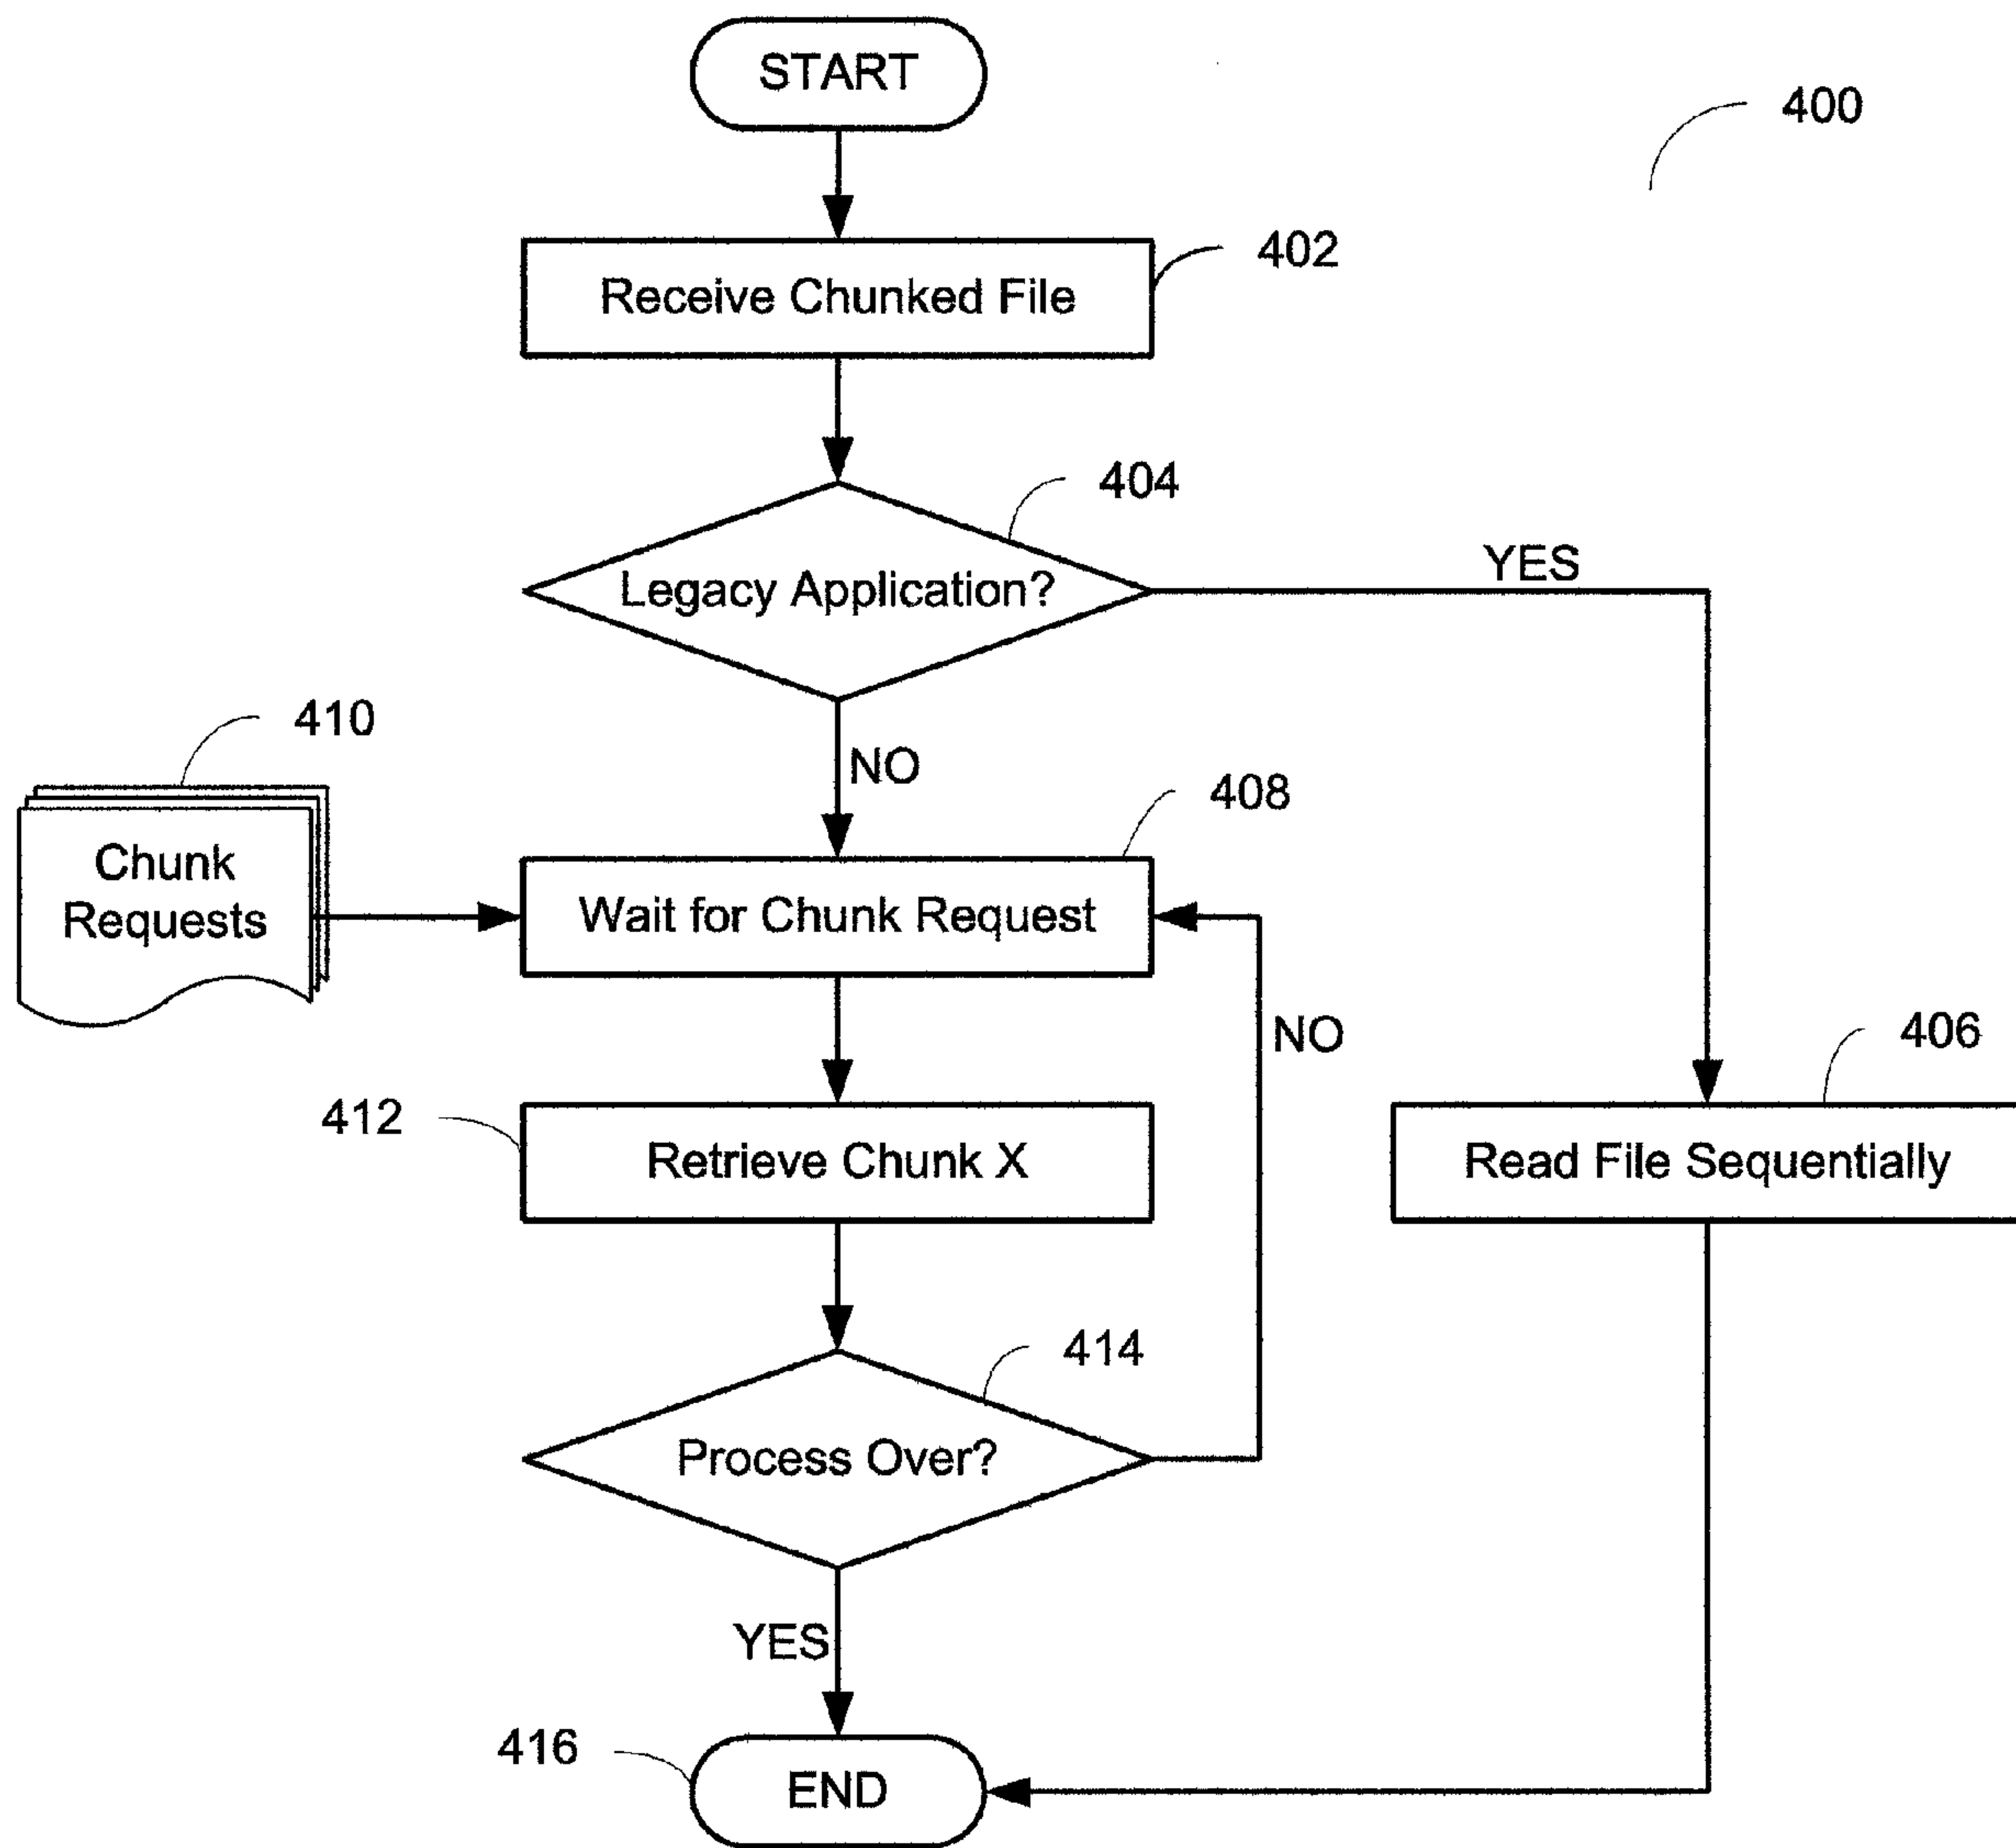 START
400
402
Receive Chunked File
404
Legacy Application?
YES
410
NO
408
Chunk
Requests
Wait for Chunk Request
NO
406
412
Retrieve Chunk X
Read File Sequentially
414
Process Over?
YES
416
END